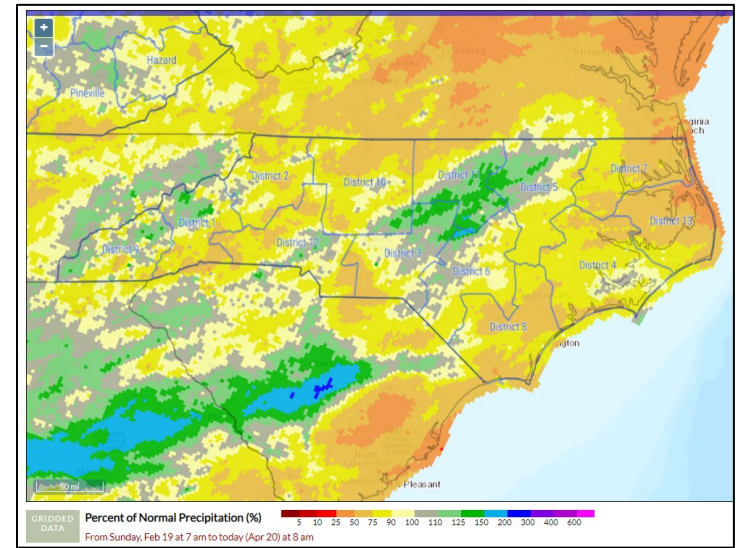 +
−
Hazard
Pineville
District 2
District 10
District 11
District 5
District 7
District 1
District 13
District 9
District 12
District 3
District 6
District 4
District 8
Pleasant
50 mi
GRIDDED DATA
Percent of Normal Precipitation (%)
5 10 25 50 75 90 100 110 125 150 200 300 400 600
From Sunday, Feb 19 at 7 am to today (Apr 20) at 8 am